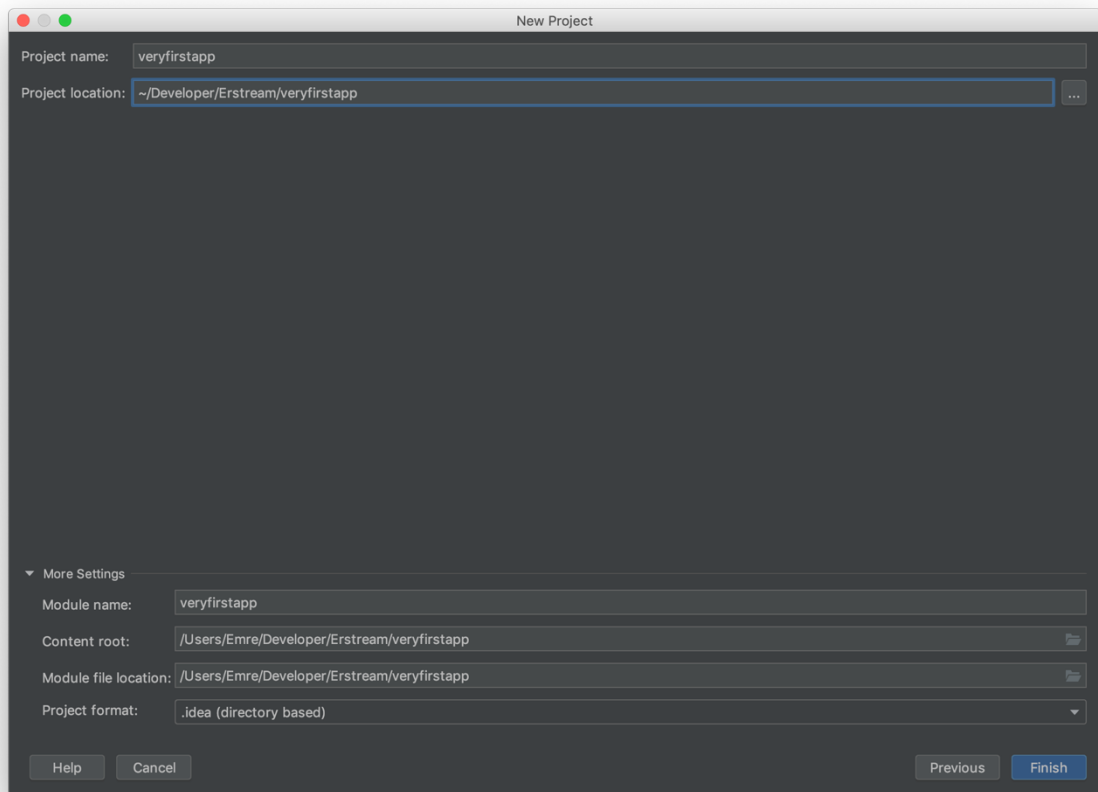 New Project
Project name: veryfirstapp
Project location: ~/Developer/Erstream/veryfirstapp ...
More Settings
Module name: veryfirstapp
Content root: /Users/Emre/Developer/Erstream/veryfirstapp
Module file location: /Users/Emre/Developer/Erstream/veryfirstapp
Project format: .idea (directory based)
Help Cancel Previous Finish